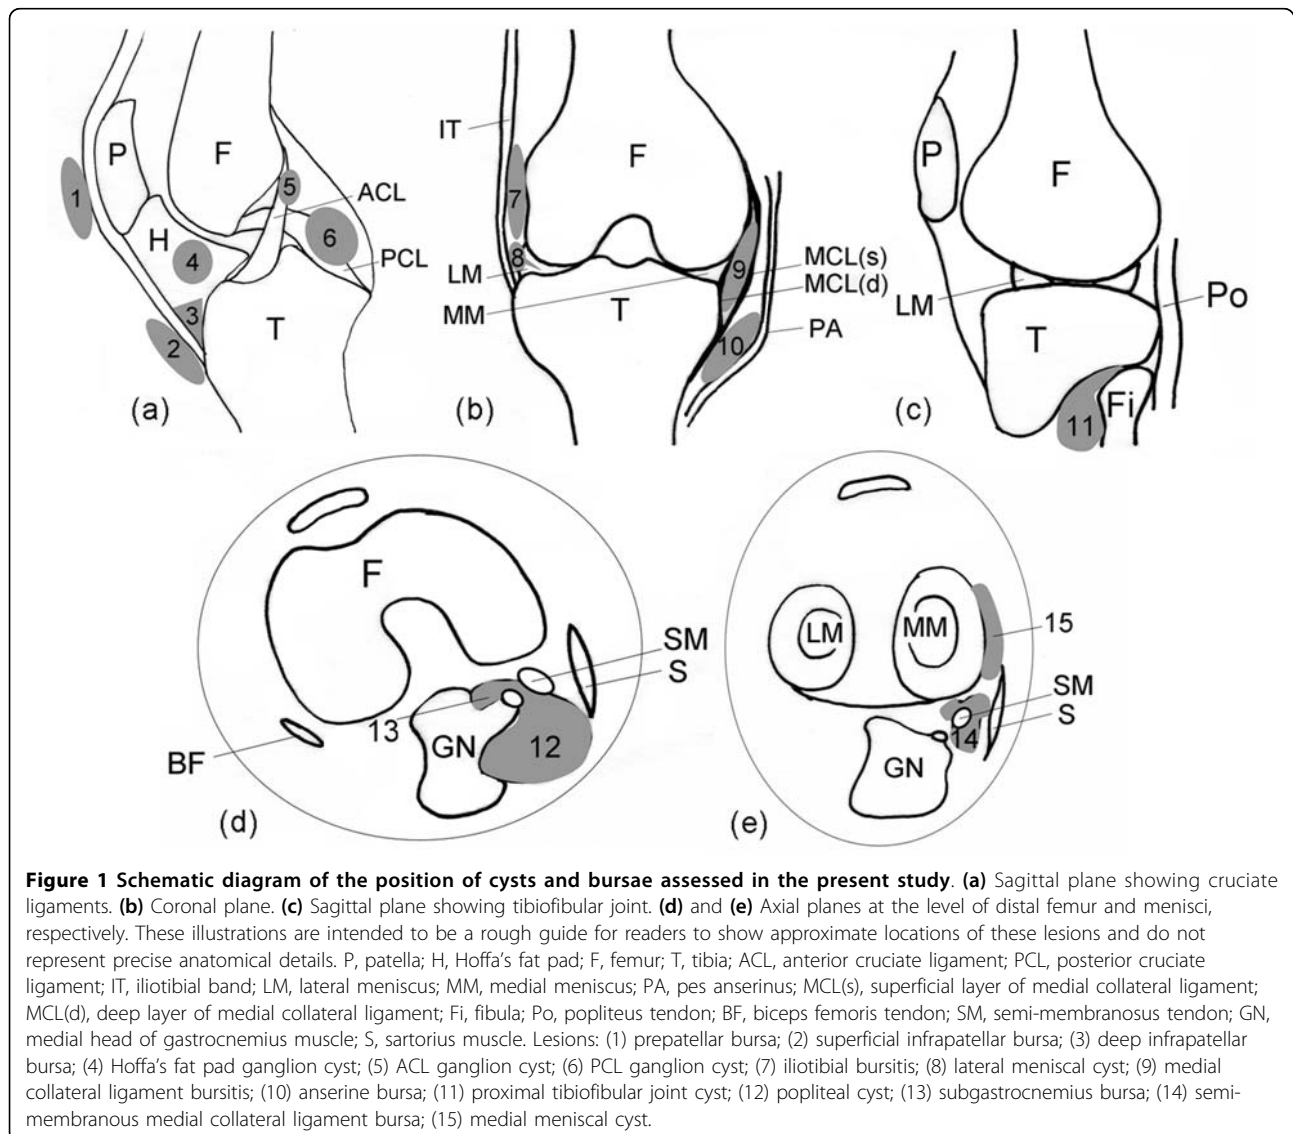 P
F
1
ACL
5
H
6
4
PCL
3
T
2
(a)
IT
F
7
8
LM
MCL(s)
9
MCL(d)
MM
T
PA
10
(b)
P
F
LM
Po
T
Fi
11
(c)
F
SM
S
13
GN
12
BF
(d)
LM
MM
15
SM
S
14
GN
(e)
Figure 1 Schematic diagram of the position of cysts and bursae assessed in the present study. (a) Sagittal plane showing cruciate
ligaments. (b) Coronal plane. (c) Sagittal plane showing tibiofibular joint. (d) and (e) Axial planes at the level of distal femur and menisci,
respectively. These illustrations are intended to be a rough guide for readers to show approximate locations of these lesions and do not
represent precise anatomical details. P, patella; H, Hoffa's fat pad; F, femur; T, tibia; ACL, anterior cruciate ligament; PCL, posterior cruciate
ligament; IT, iliotibial band; LM, lateral meniscus; MM, medial meniscus; PA, pes anserinus; MCL(s), superficial layer of medial collateral ligament;
MCL(d), deep layer of medial collateral ligament; Fi, fibula; Po, popliteus tendon; BF, biceps femoris tendon; SM, semi-membranosus tendon; GN,
medial head of gastrocnemius muscle; S, sartorius muscle. Lesions: (1) prepatellar bursa; (2) superficial infrapatellar bursa; (3) deep infrapatellar
bursa; (4) Hoffa's fat pad ganglion cyst; (5) ACL ganglion cyst; (6) PCL ganglion cyst; (7) iliotibial bursitis; (8) lateral meniscal cyst; (9) medial
collateral ligament bursitis; (10) anserine bursa; (11) proximal tibiofibular joint cyst; (12) popliteal cyst; (13) subgastrocnemius bursa; (14) semi-
membranous medial collateral ligament bursa; (15) medial meniscal cyst.